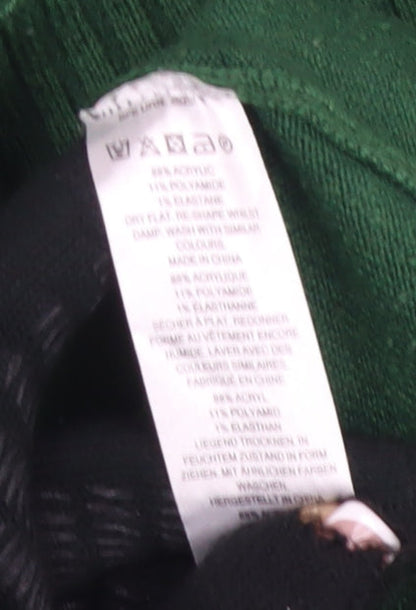 88% ACRYLIC
11% POLYAMIDE
1% ELASTANE
DRY FLAT. RE-SHAPE WHILST
DAMP. WASH WITH SIMILAR
COLOURS.
MADE IN CHINA
88% ACRYLIQUE
11% POLYAMIDE
1% ÉLASTHANNE
SÉCHER À PLAT. REDONNER
FORME AU VÊTEMENT ENCORE
HUMIDE. LAVER AVEC DES
COULEURS SIMILAIRES.
FABRIQUÉ EN CHINE
88% ACRYL
11% POLYAMID
1% ELASTHAN
LIEGEND TROCKNEN. IN
FEUCHTEM ZUSTAND IN FORM
ZIEHEN. MIT ÄHNLICHEN FARBEN
WASCHEN.
HERGESTELLT IN CHINA